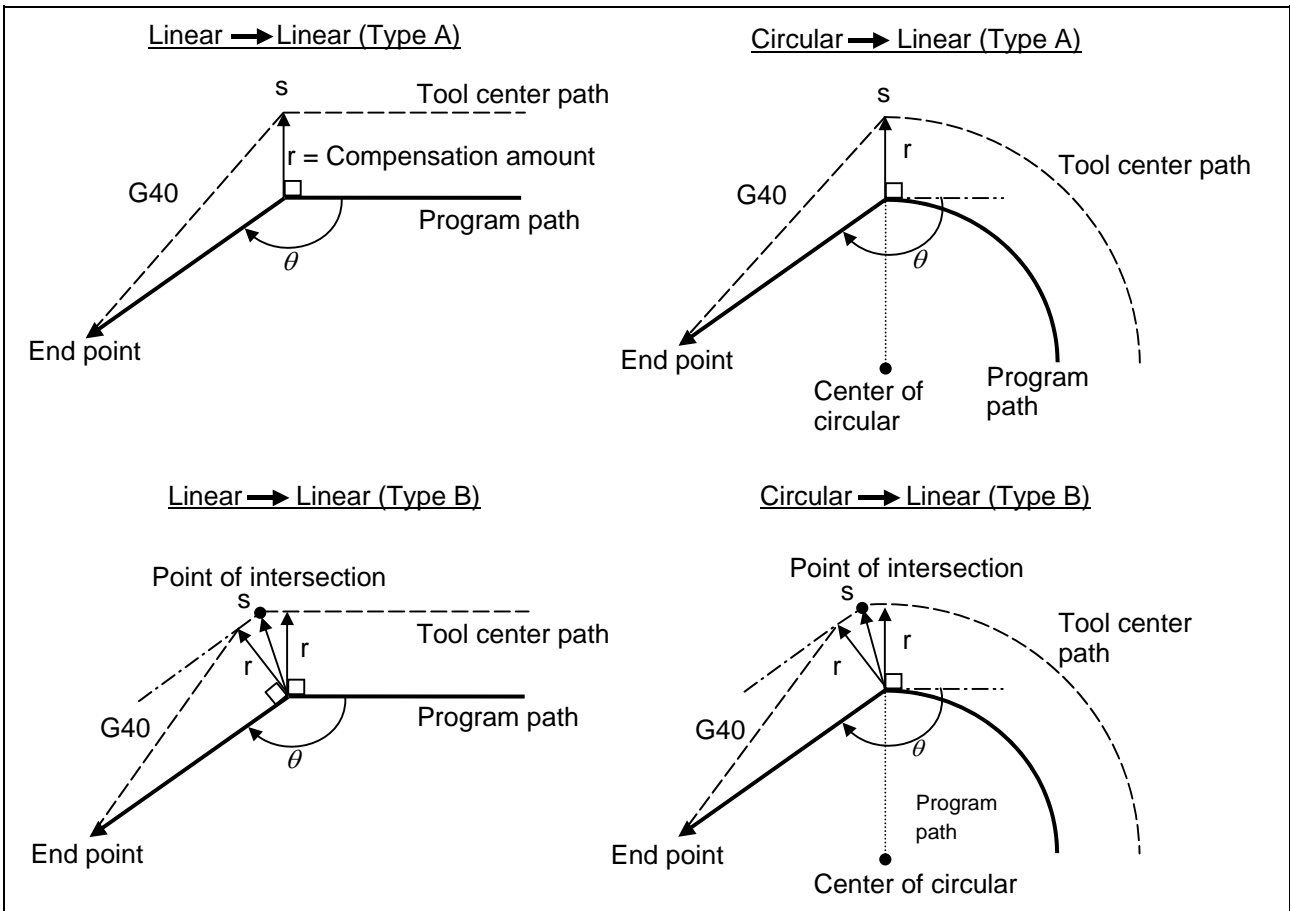 Linear → Linear (Type A)
s
Tool center path
r = Compensation amount
G40
Program path
θ
End point
Circular → Linear (Type A)
s
r
Tool center path
G40
θ
End point
Program
path
Center of
circular
Linear → Linear (Type B)
Point of intersection
s
Tool center path
r
r
G40
Program path
θ
End point
Circular → Linear (Type B)
Point of intersection
s
Tool center
path
r
r
G40
θ
Program
path
End point
Center of circular